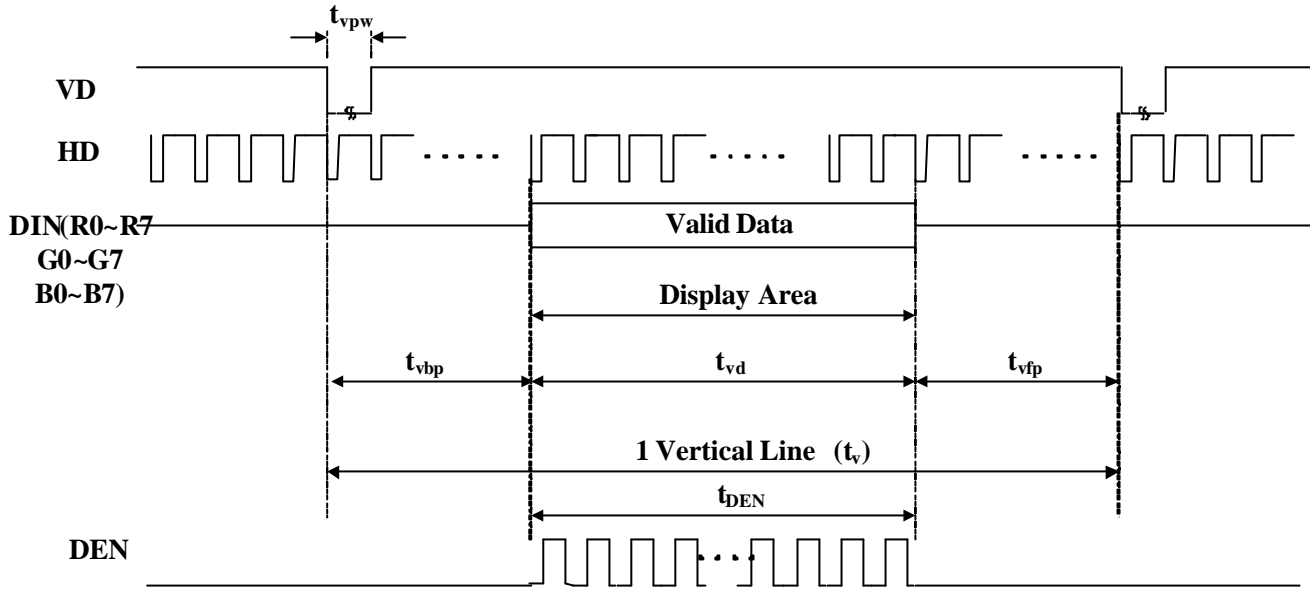 tvpw
VD
HD
DIN(R0~R7
G0~G7
B0~B7)
Valid Data
Display Area
tvbp
tvd
tvfp
1 Vertical Line (tv)
tDEN
DEN